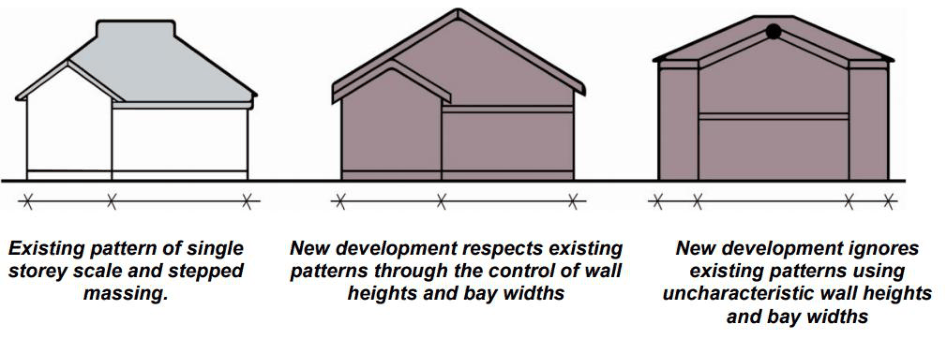 Existing pattern of single
storey scale and stepped
massing.
New development respects existing
patterns through the control of wall
heights and bay widths
New development ignores
existing patterns using
uncharacteristic wall heights
and bay widths